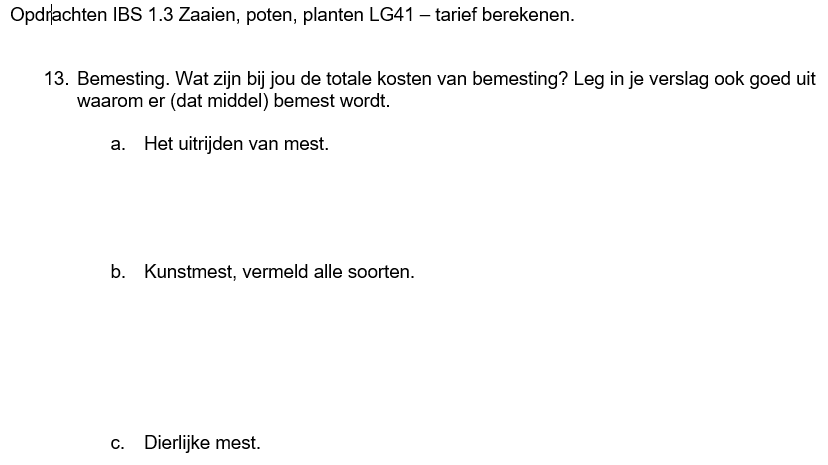 Opdrachten IBS 1.3 Zaaien, poten, planten LG41 – tarief berekenen.
13. Bemesting. Wat zijn bij jou de totale kosten van bemesting? Leg in je verslag ook goed uit
waarom er (dat middel) bemest wordt.
a. Het uitrijden van mest.
b. Kunstmest, vermeld alle soorten.
c. Dierlijke mest.